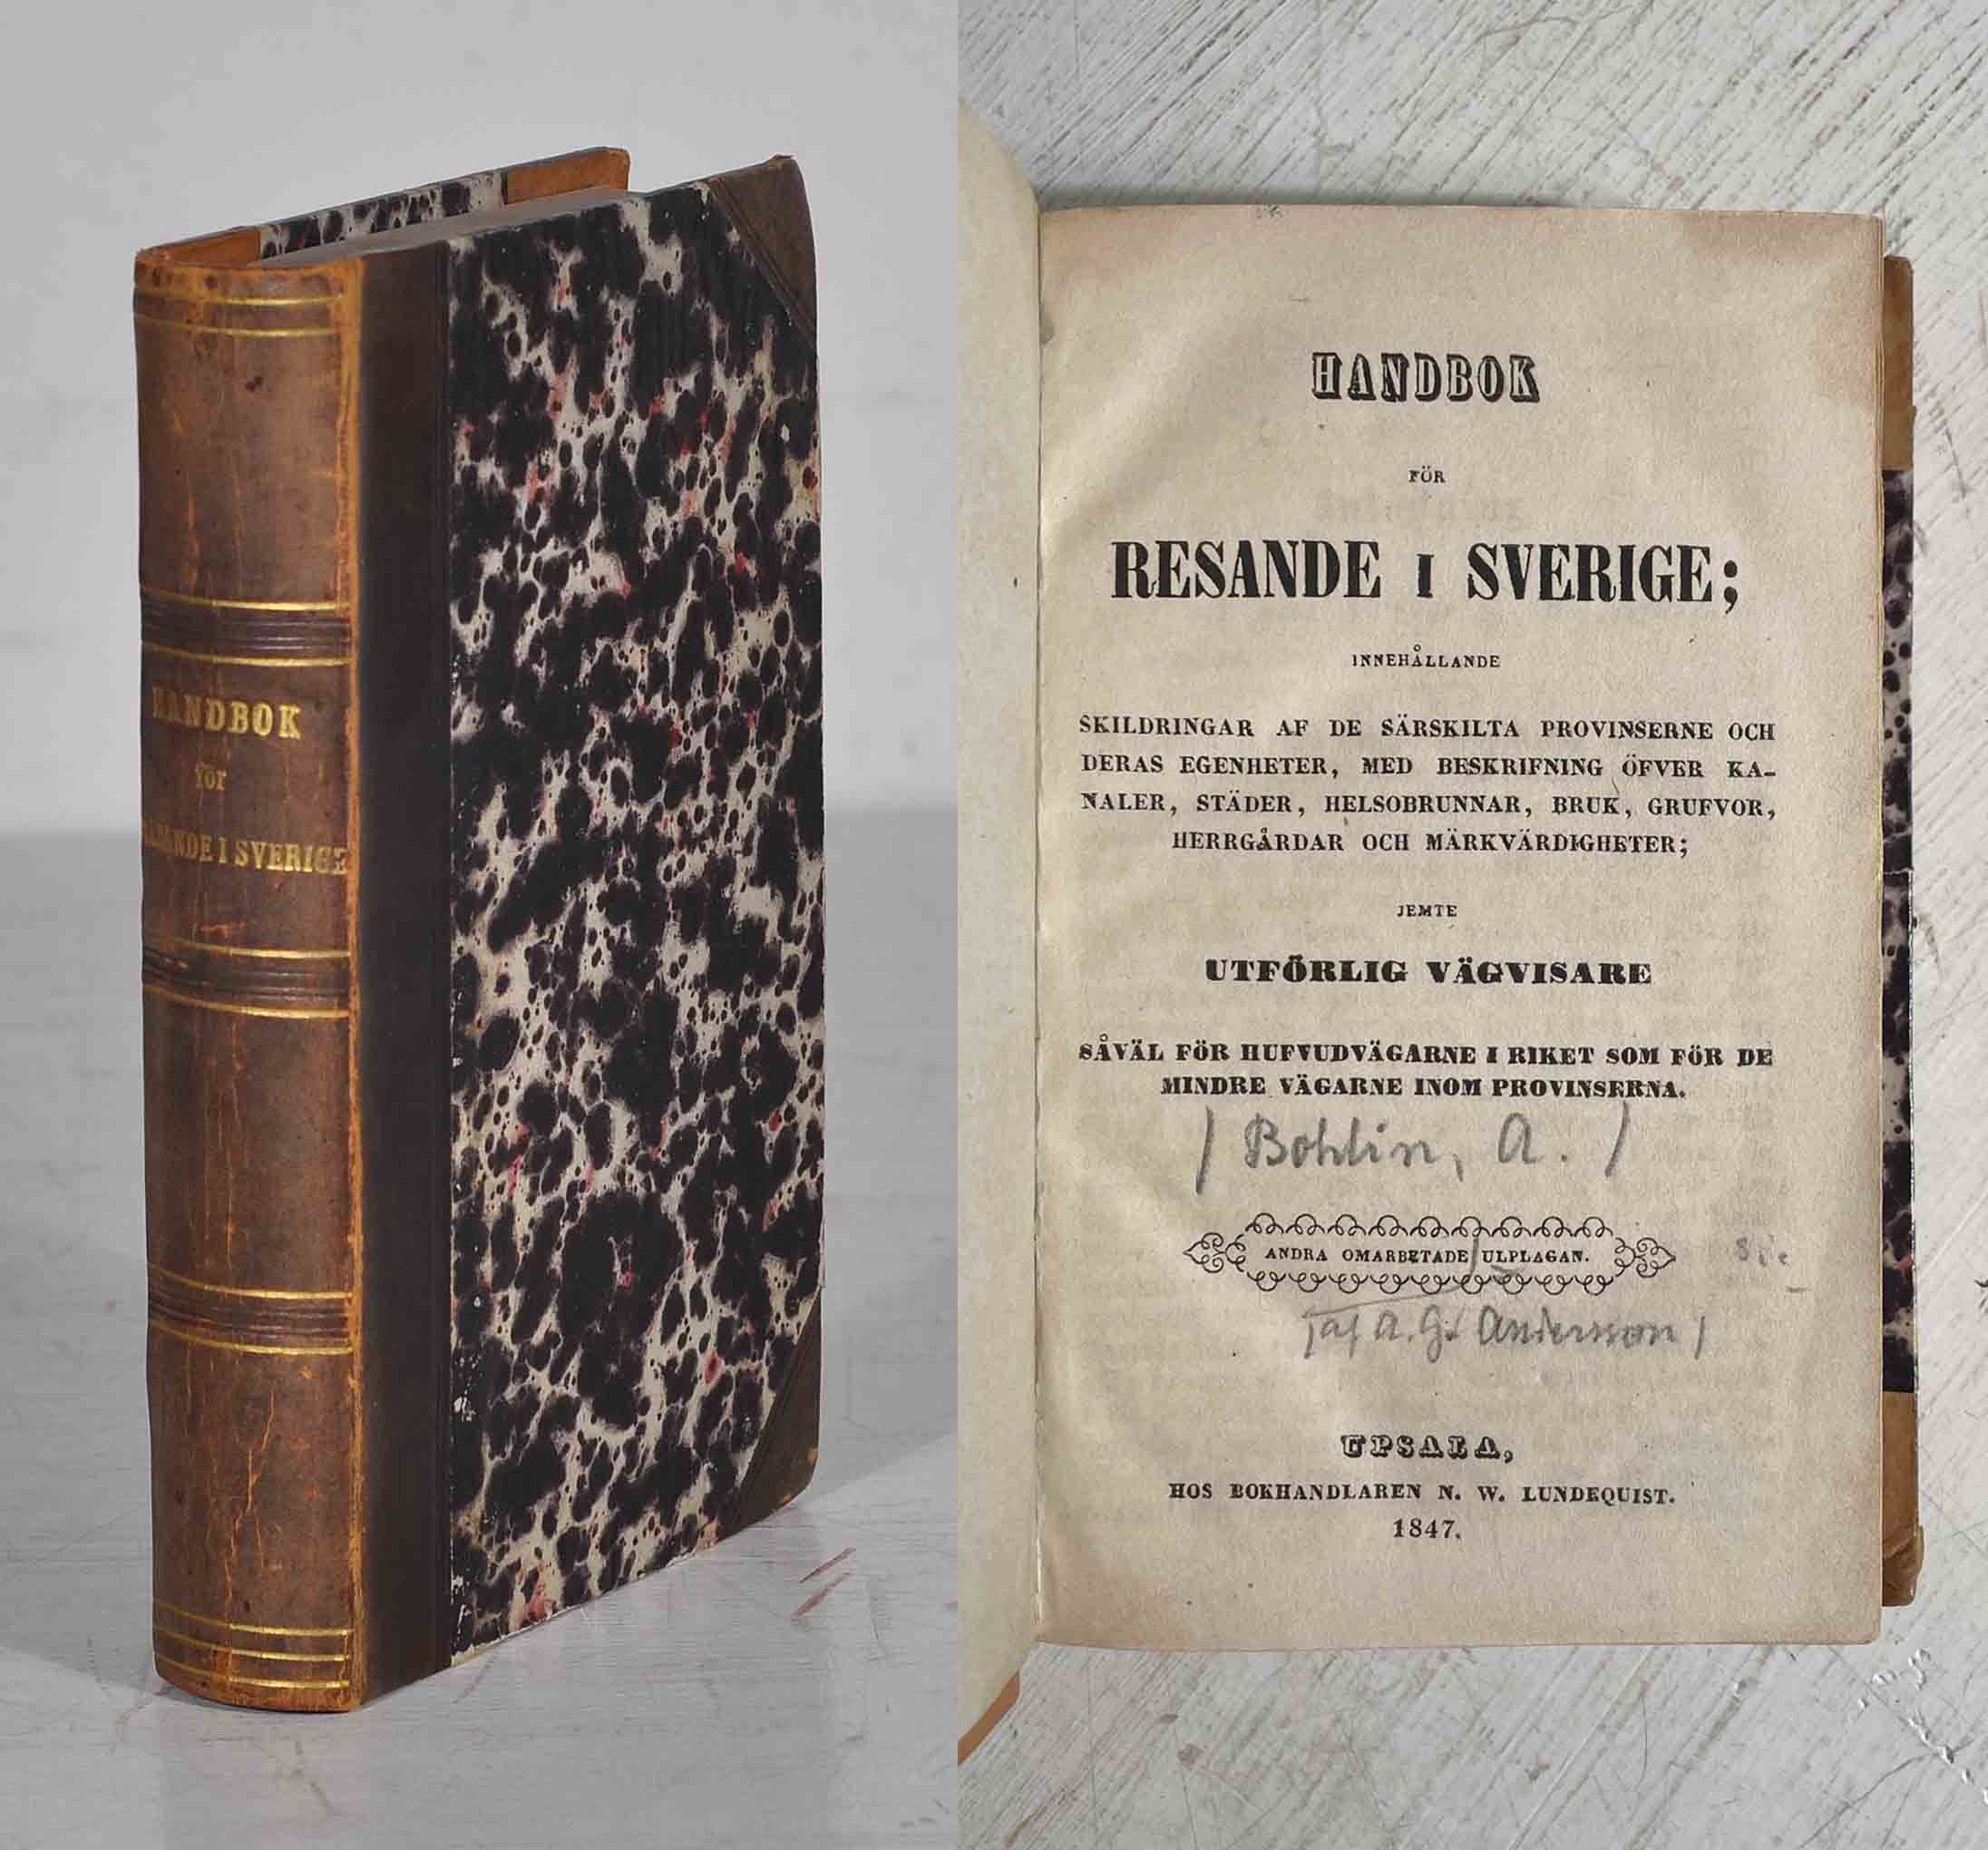 HANDBOK
for
RESANDE I SVERIGE
HANDBOK
FÖR
RESANDE I SVERIGE;
INNEHÅLLANDE
SKILDRINGAR AF DE SÄRSKILTA PROVINSERNE OCH
DERAS EGENHETER, MED BESKRIFNING ÖFVER KA-
NALER, STÄDER, HELSOBRUNNAR, BRUK, GRUFVOR,
HERRGÅRDAR OCH MÄRKVÄRDIGHETER;
JEMTE
UTFÖRLIG VÄGVISARE
SÅVÄL FÖR HUFVUDVÄGARNE I RIKET SOM FÖR DE
MINDRE VÄGARNE INOM PROVINSERNA.
/ Bohlin, A. /
ANDRA OMARBETADE ULPLAGAN.
/af A. G. Andersson /
UPSALA,
HOS BOKHANDLAREN N. W. LUNDEQUIST.
1847.